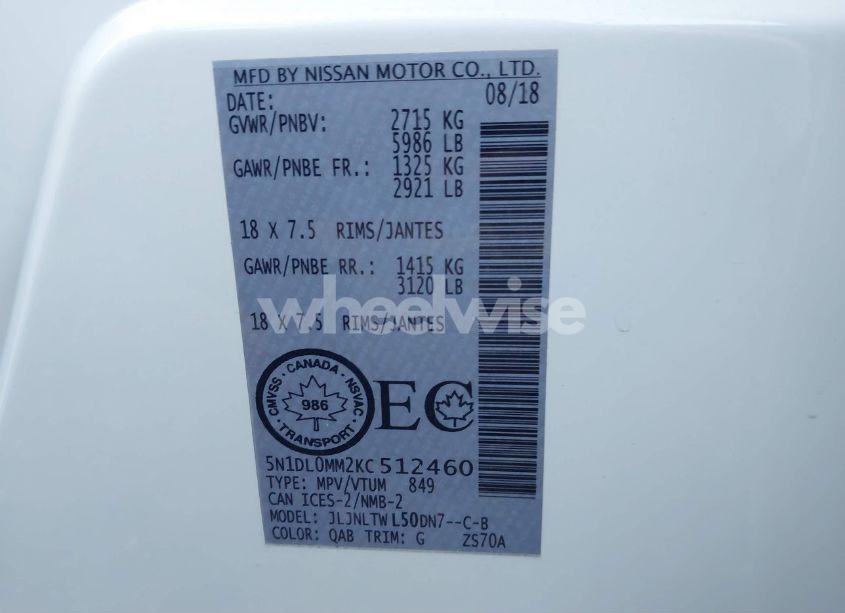 MFD BY NISSAN MOTOR CO., LTD.
DATE: 08/18
GVWR/PNBV: 2715 KG
5986 LB
GAWR/PNBE FR.: 1325 KG
2921 LB
18 X 7.5 RIMS/JANTES
GAWR/PNBE RR.: 1415 KG
3120 LB
wheelwise
18 X 7.5 RIMS/JANTES
CMVSS · CANADA · NSVAC
986
TRANSPORT
EC
5N1DL0MM2KC512460
TYPE: MPV/VTUM 849
CAN ICES-2/NMB-2
MODEL: JLJNLTWL50DN7--C-B
COLOR: QAB TRIM: G ZS70A